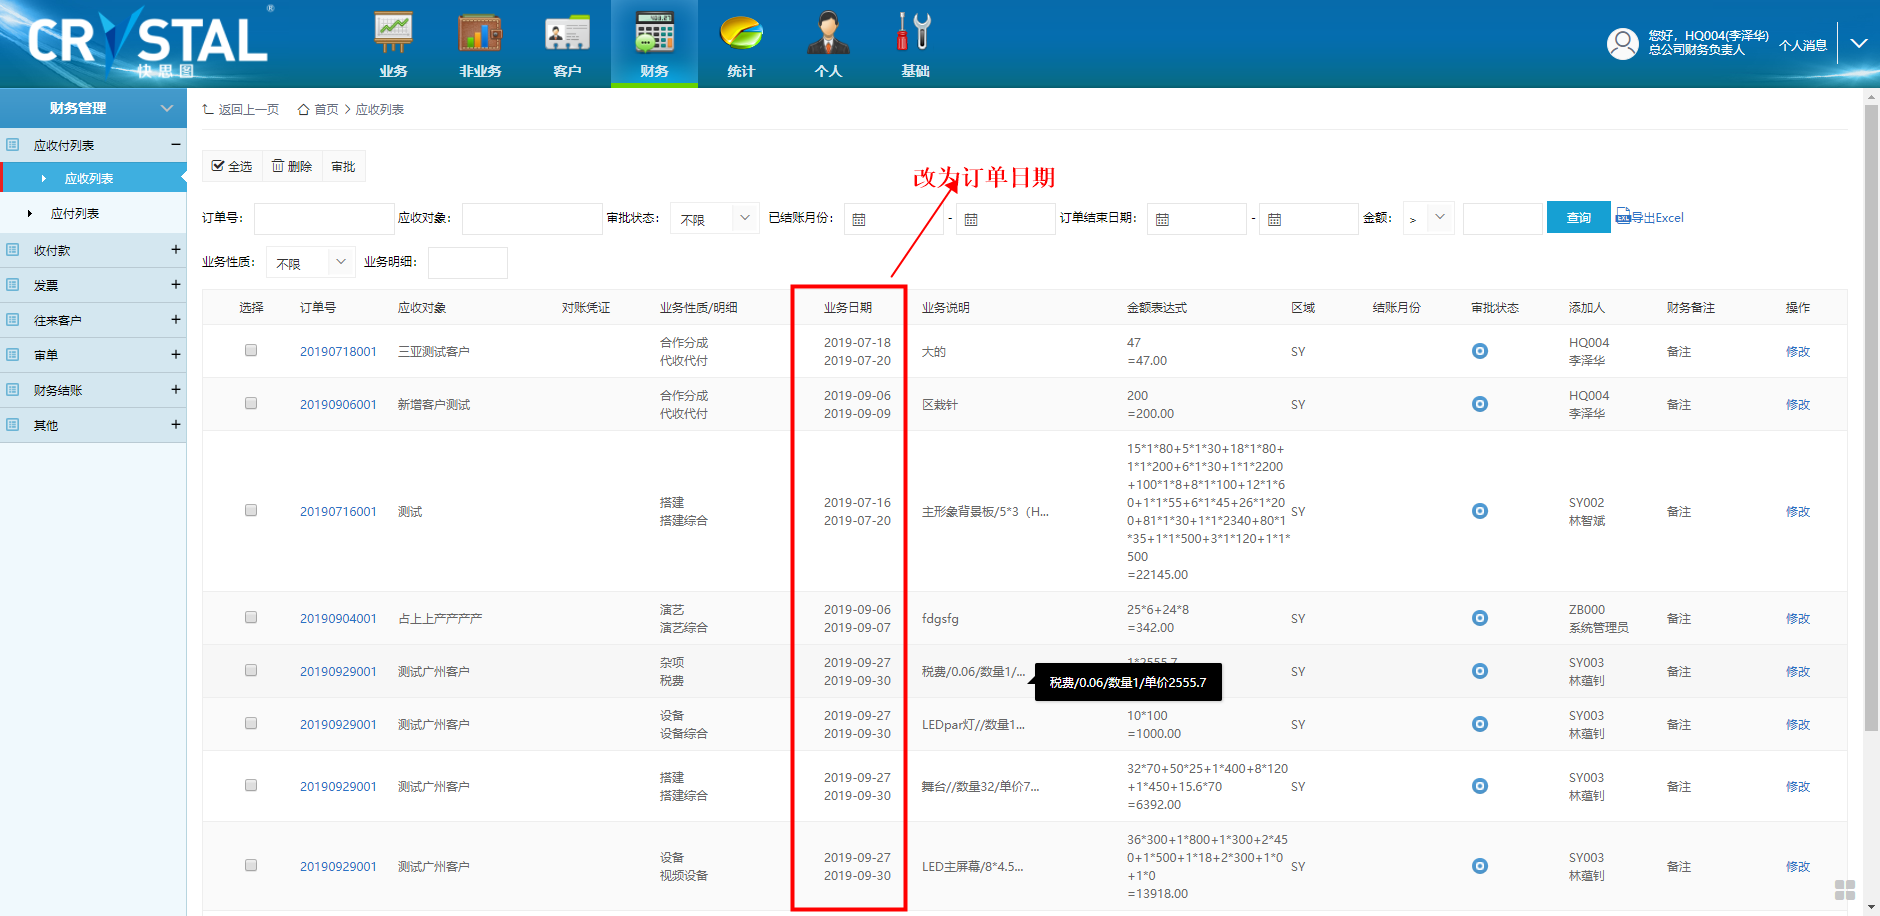 CRYSTAL
®
快思图
业务
非业务
客户
财务
统计
个人
基础
您好，HQ004(李泽华)
总公司财务负责人
个人消息
财务管理
应收付列表
应收列表
应付列表
收付款
发票
往来客户
审单
财务结账
其他
返回上一页 首页 > 应收列表
全选 删除 审批
改为订单日期
订单号： 应收对象： 审批状态： 不限 已结账月份： - 订单结束日期： - 金额： > 查询 导出Excel
业务性质： 不限 业务明细：
选择 订单号 应收对象 对账凭证 业务性质/明细 业务日期 业务说明 金额表达式 区域 结账月份 审批状态 添加人 财务备注 操作
20190718001 三亚测试客户
合作分成
代收代付
2019-07-18
2019-07-20
大的
47
=47.00
SY
HQ004
李泽华
备注
修改
20190906001 新增客户测试
合作分成
代收代付
2019-09-06
2019-09-09
区栽针
200
=200.00
SY
HQ004
李泽华
备注
修改
20190716001 测试
搭建
搭建综合
2019-07-16
2019-07-20
主形象背景板/5*3（H...
15*1*80+5*1*30+18*1*80+
1*1*200+6*1*30+1*1*2200
+100*1*8+8*1*100+12*1*6
0+1*1*55+6*1*45+26*1*20
0+81*1*30+1*1*2340+80*1
*35+1*1*500+3*1*120+1*1*
500
=22145.00
SY
SY002
林智斌
备注
修改
20190904001 占上上产产产产
演艺
演艺综合
2019-09-06
2019-09-07
fdgsfg
25*6+24*8
=342.00
SY
ZB000
系统管理员
备注
修改
20190929001 测试广州客户
杂项
税费
2019-09-27
2019-09-30
税费/0.06/数量1/...
1*2555.7
税费/0.06/数量1/单价2555.7
SY
SY003
林蕴钊
备注
修改
20190929001 测试广州客户
设备
设备综合
2019-09-27
2019-09-30
LEDpar灯//数量1...
10*100
=1000.00
SY
SY003
林蕴钊
备注
修改
20190929001 测试广州客户
搭建
搭建综合
2019-09-27
2019-09-30
舞台//数量32/单价7...
32*70+50*25+1*400+8*120
+1*450+15.6*70
=6392.00
SY
SY003
林蕴钊
备注
修改
20190929001 测试广州客户
设备
视频设备
2019-09-27
2019-09-30
LED主屏幕/8*4.5...
36*300+1*800+1*300+2*45
0+1*500+1*18+2*300+1*0
+1*0
=13918.00
SY
SY003
林蕴钊
备注
修改